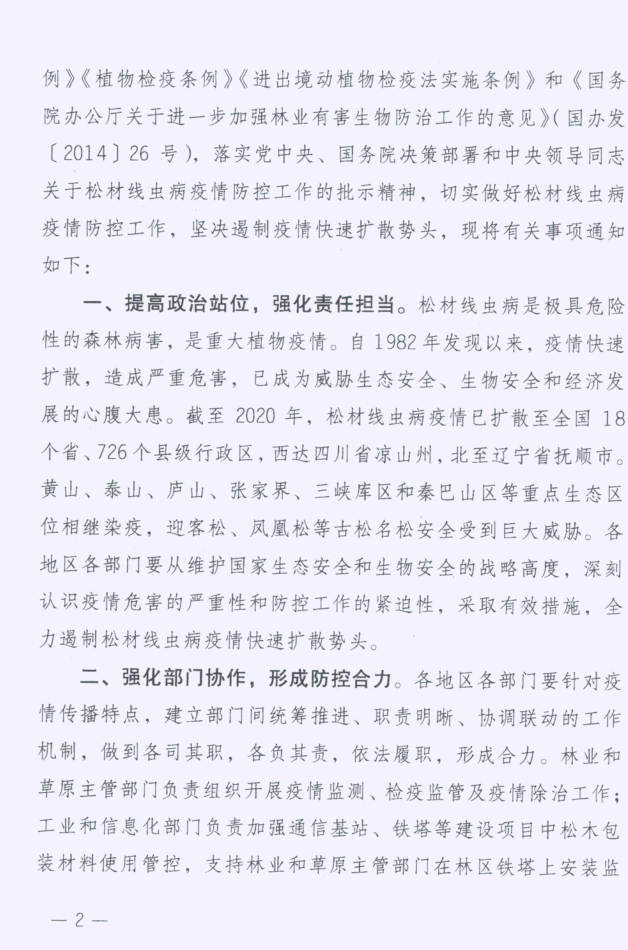 例》《植物检疫条例》《进出境动植物检疫法实施条例》和《国务
院办公厅关于进一步加强林业有害生物防治工作的意见》(国办发
〔2014〕26 号)，落实党中央、国务院决策部署和中央领导同志
关于松材线虫病疫情防控工作的批示精神，切实做好松材线虫病
疫情防控工作，坚决遏制疫情快速扩散势头，现将有关事项通知
如下：
一、提高政治站位，强化责任担当。松材线虫病是极具危险
性的森林病害，是重大植物疫情。自 1982 年发现以来，疫情快速
扩散，造成严重危害，已成为威胁生态安全、生物安全和经济发
展的心腹大患。截至 2020 年，松材线虫病疫情已扩散至全国 18
个省、726 个县级行政区，西达四川省凉山州，北至辽宁省抚顺市。
黄山、泰山、庐山、张家界、三峡库区和秦巴山区等重点生态区
位相继染疫，迎客松、凤凰松等古松名松安全受到巨大威胁。各
地区各部门要从维护国家生态安全和生物安全的战略高度，深刻
认识疫情危害的严重性和防控工作的紧迫性，采取有效措施，全
力遏制松材线虫病疫情快速扩散势头。
二、强化部门协作，形成防控合力。各地区各部门要针对疫
情传播特点，建立部门间统筹推进、职责明晰、协调联动的工作
机制，做到各司其职，各负其责，依法履职，形成合力。林业和
草原主管部门负责组织开展疫情监测、检疫监管及疫情除治工作；
工业和信息化部门负责加强通信基站、铁塔等建设项目中松木包
装材料使用管控，支持林业和草原主管部门在林区铁塔上安装监
— 2 —